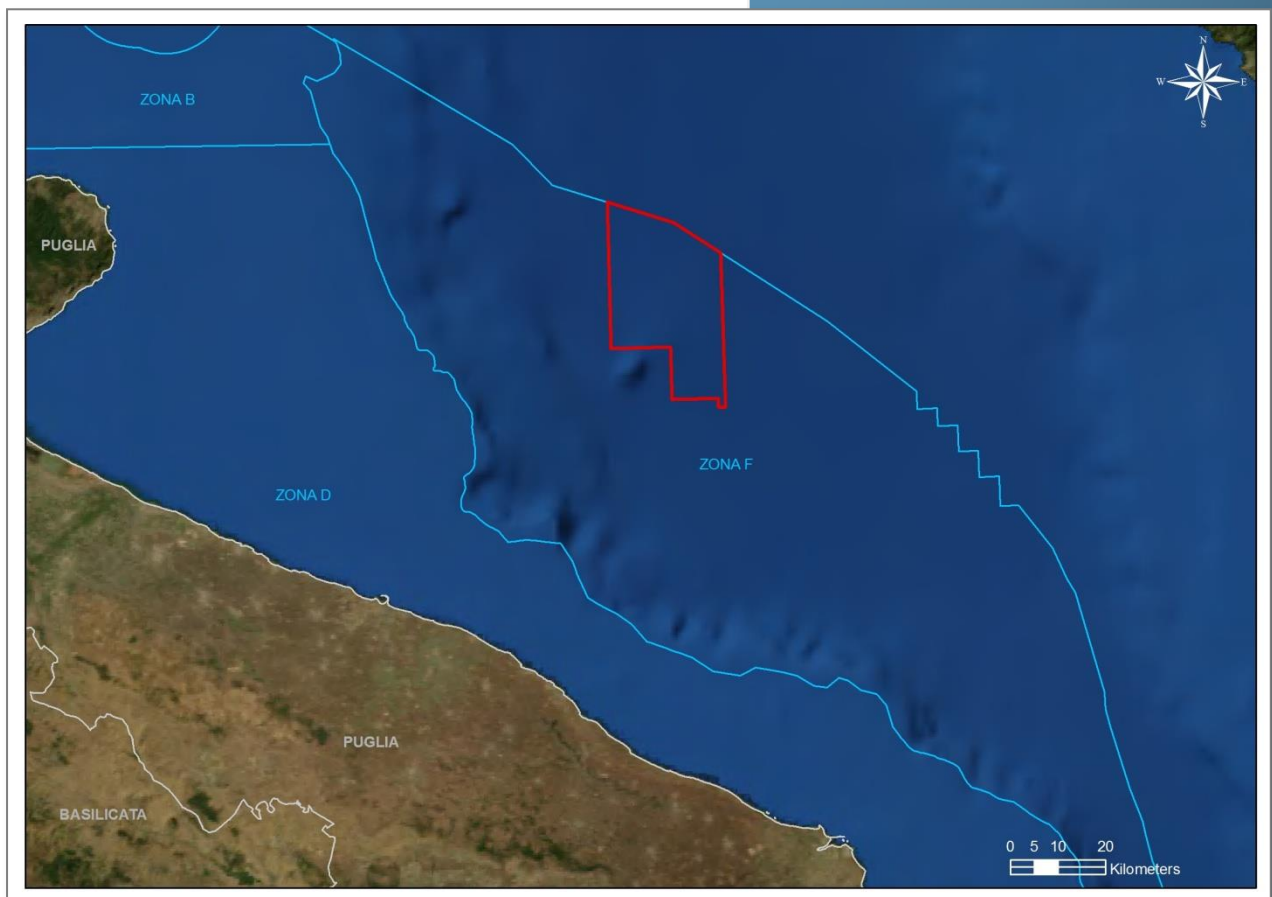 N
W E
S
ZONA B
PUGLIA
ZONA F
ZONA D
PUGLIA
BASILICATA
0 5 10 20
Kilometers